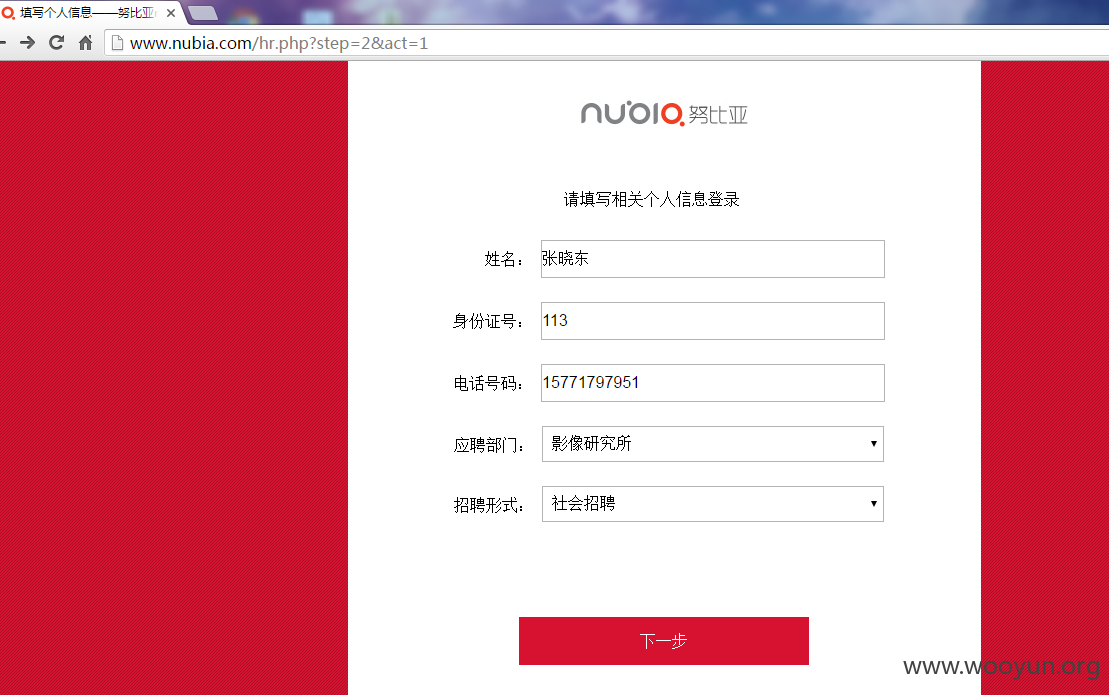 填写个人信息——努比亚
www.nubia.com/hr.php?step=2&act=1
nubia 努比亚
请填写相关个人信息登录
姓名： 张晓东
身份证号： 113
电话号码： 15771797951
应聘部门： 影像研究所
招聘形式： 社会招聘
下一步
www.wooyun.org